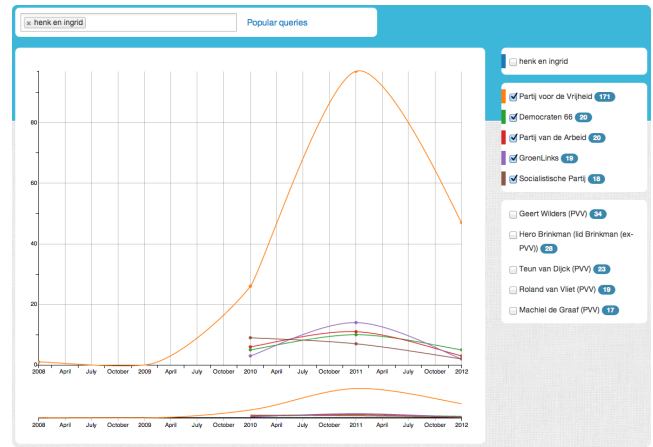 × henk en ingrid
Popular queries
henk en ingrid
Partij voor de Vrijheid 171
Democraten 66 20
Partij van de Arbeid 20
GroenLinks 19
Socialistische Partij 18
Geert Wilders (PVV) 34
Hero Brinkman (lid Brinkman (ex-
PVV)) 28
Teun van Dijck (PVV) 23
Roland van Vliet (PVV) 19
Machiel de Graaf (PVV) 17
80
60
40
20
0
2008 April July October 2009 April July October 2010 April July October 2011 April July October 2012
2008 April July October 2009 April July October 2010 April July October 2011 April July October 2012